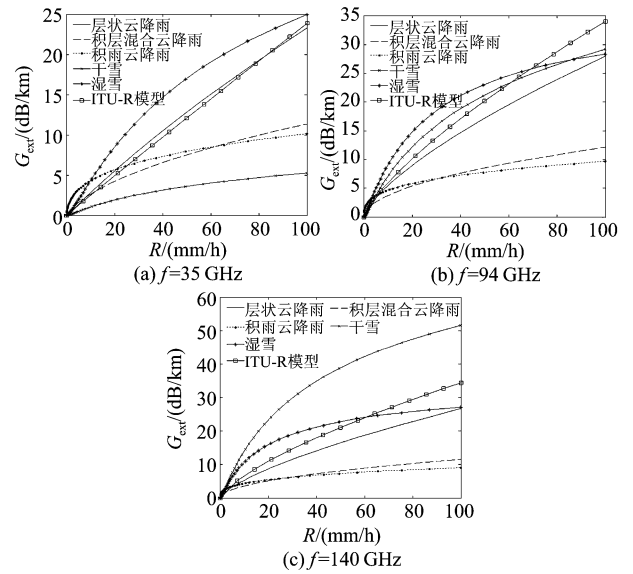 25
20
15
10
5
0
0 20 40 60 80 100
G_ext/(dB/km)
R/(mm/h)
层状云降雨
积层混合云降雨
积雨云降雨
干雪
湿雪
ITU-R模型
(a) f=35 GHz
35
30
25
20
15
10
5
0
0 20 40 60 80 100
G_ext/(dB/km)
R/(mm/h)
层状云降雨
积层混合云降雨
积雨云降雨
干雪
湿雪
ITU-R模型
(b) f=94 GHz
60
50
40
30
20
10
0
0 20 40 60 80 100
G_ext/(dB/km)
R/(mm/h)
层状云降雨 积层混合云降雨
积雨云降雨 干雪
湿雪
ITU-R模型
(c) f=140 GHz